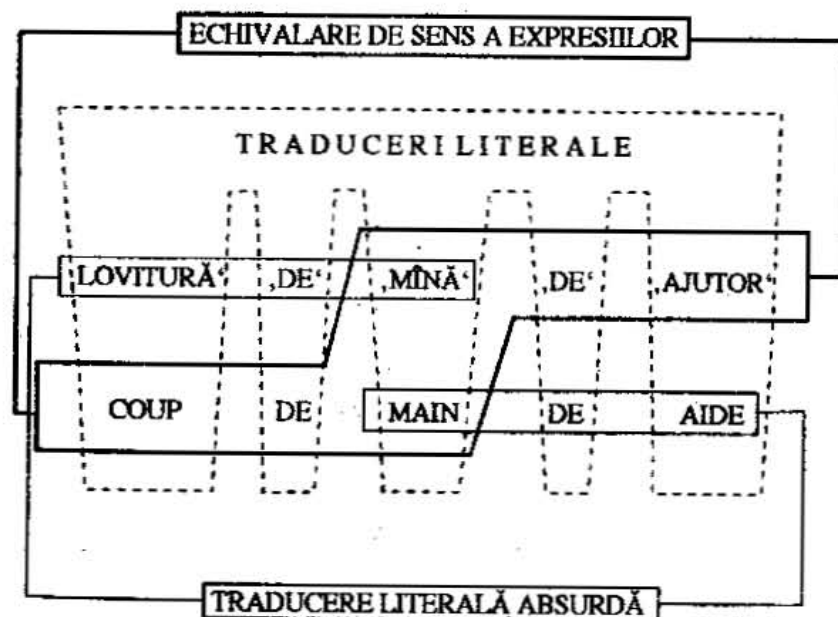 ECHIVALARE DE SENS A EXPRESIILOR
TRADUCERI LITERALE
LOVITURĂ‘ ‚DE‘ ‚MÎNĂ‘ ‚DE‘ ‚AJUTOR‘
COUP DE MAIN DE AIDE
TRADUCERE LITERALĂ ABSURDĂ